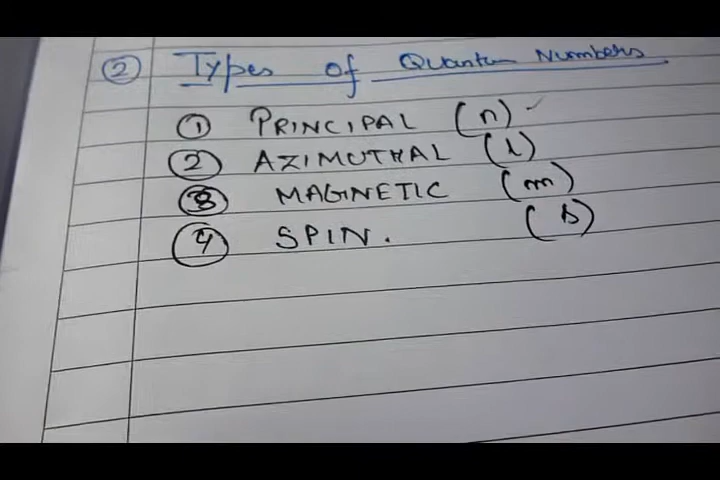 ② Types of Quantum Numbers
① PRINCIPAL (n)
② AZIMUTHAL (l)
③ MAGNETIC (m)
④ SPIN. (s)